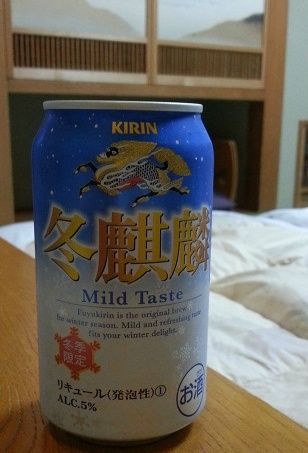 KIRIN
冬麒麟
Mild Taste
Fuyukirin is the original brew
for winter season. Mild and refreshing taste
fits your winter delight.
冬季
限定
リキュール(発泡性)①
ALC.5%
お酒